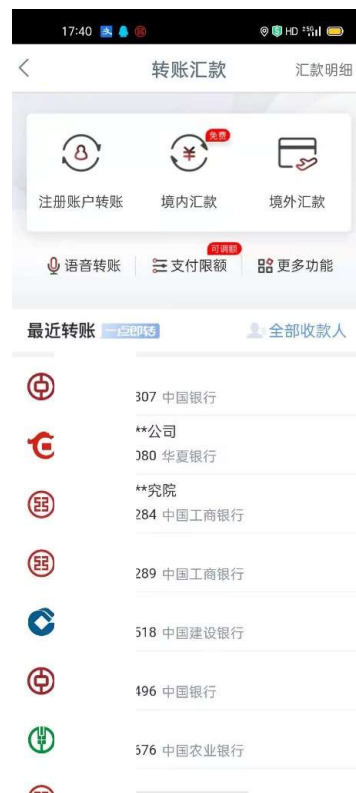 17:40
HD 5G
转账汇款
汇款明细
免费
注册账户转账
境内汇款
境外汇款
可调额
语音转账
支付限额
更多功能
最近转账 一点即转
全部收款人
307 中国银行
**公司
080 华夏银行
**究院
284 中国工商银行
289 中国工商银行
518 中国建设银行
496 中国银行
676 中国农业银行